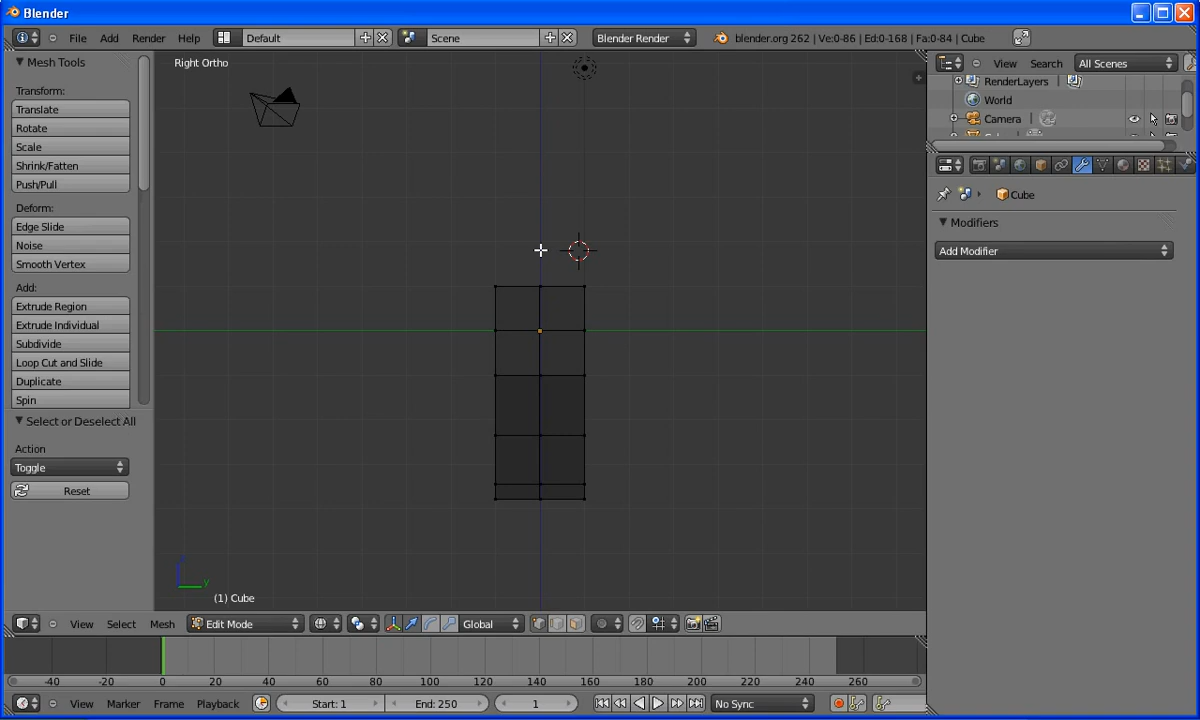 Blender
File Add Render Help Default Scene Blender Render blender.org 262 | Ve:0-86 | Ed:0-168 | Fa:0-84 | Cube
Mesh Tools
Transform:
Translate
Rotate
Scale
Shrink/Fatten
Push/Pull
Deform:
Edge Slide
Noise
Smooth Vertex
Add:
Extrude Region
Extrude Individual
Subdivide
Loop Cut and Slide
Duplicate
Spin
Select or Deselect All
Action
Toggle
Reset
Right Ortho
y
(1) Cube
View Select Mesh Edit Mode Global
-40 -20 0 20 40 60 80 100 120 140 160 180 200 220 240 260
View Marker Frame Playback Start: 1 End: 250 1 No Sync
View Search All Scenes
RenderLayers
World
Camera
Cube
Modifiers
Add Modifier